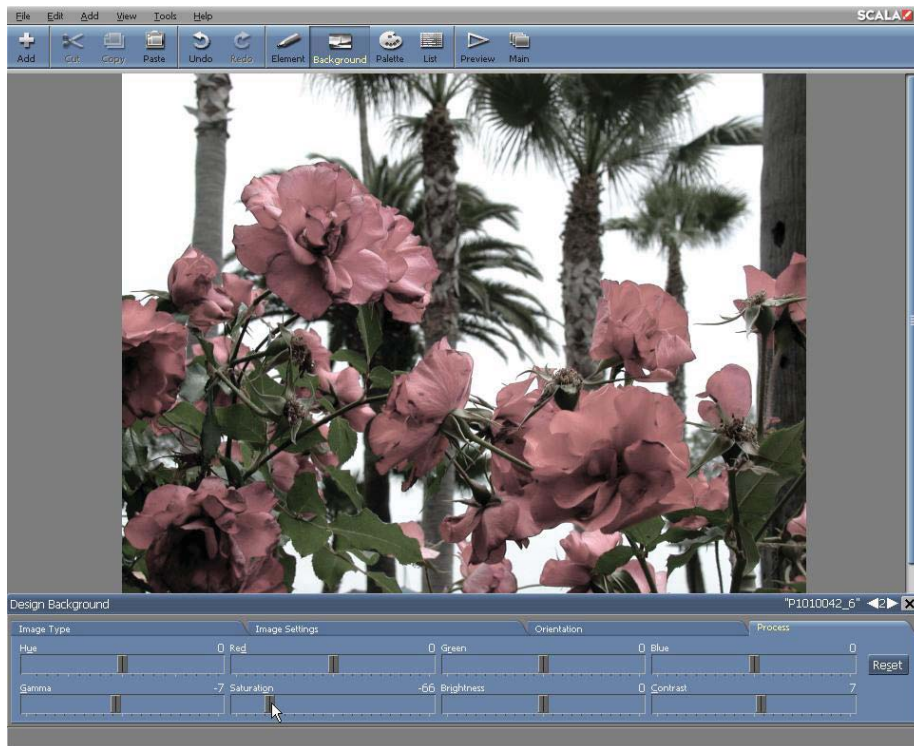 File Edit Add View Tools Help SCALA
Add Cut Copy Paste Undo Redo Element Background Palette List Preview Main
Design Background "P1010042_6" 2
Image Type Image Settings Orientation Process
Hue 0 Red 0 Green 0 Blue 0
Reset
Gamma -7 Saturation -66 Brightness 0 Contrast 7